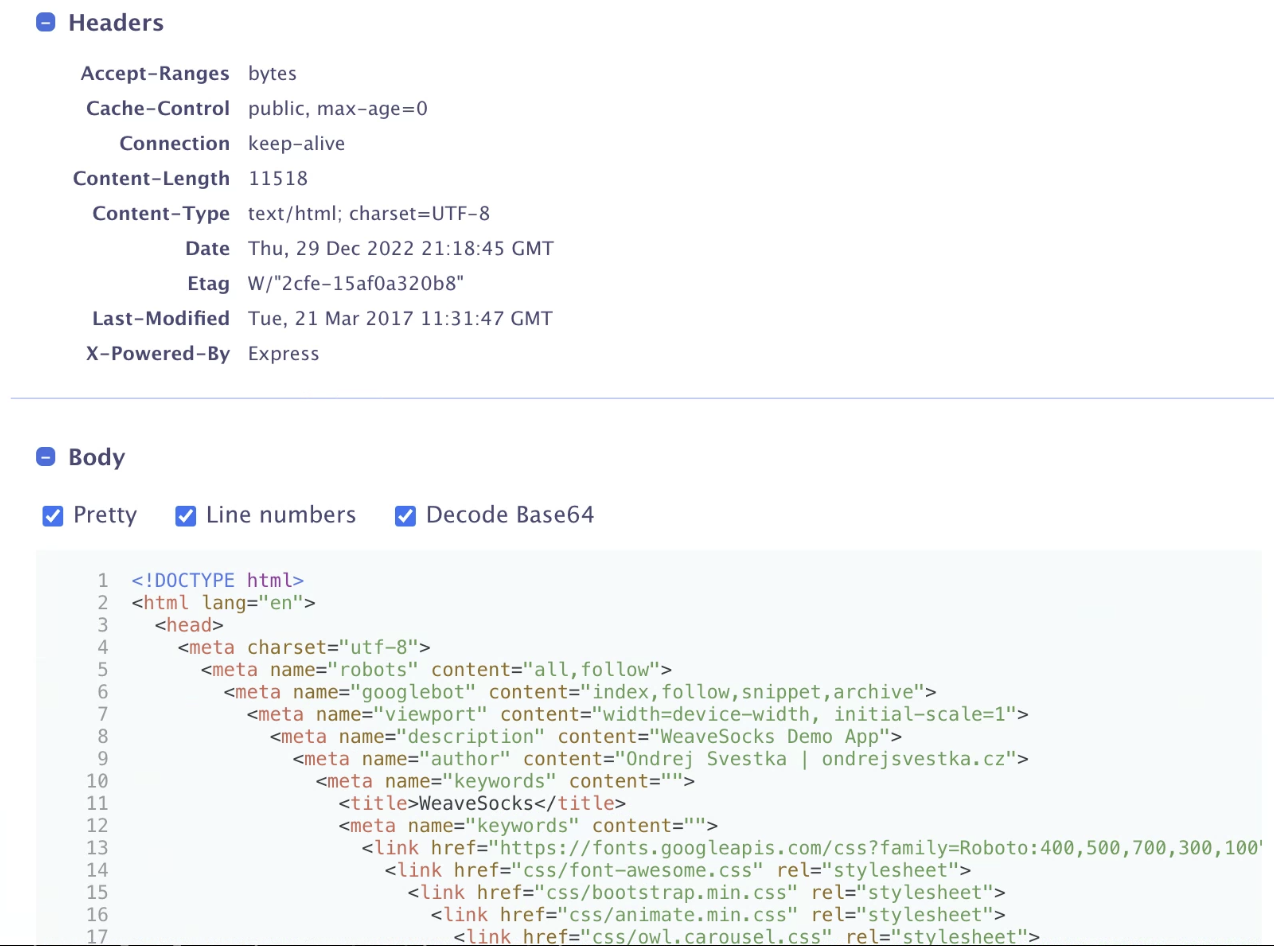 Headers
Accept-Ranges bytes
Cache-Control public, max-age=0
Connection keep-alive
Content-Length 11518
Content-Type text/html; charset=UTF-8
Date Thu, 29 Dec 2022 21:18:45 GMT
Etag W/"2cfe-15af0a320b8"
Last-Modified Tue, 21 Mar 2017 11:31:47 GMT
X-Powered-By Express
Body
Pretty Line numbers Decode Base64
1 <!DOCTYPE html>
2 <html lang="en">
3 <head>
4 <meta charset="utf-8">
5 <meta name="robots" content="all,follow">
6 <meta name="googlebot" content="index,follow,snippet,archive">
7 <meta name="viewport" content="width=device-width, initial-scale=1">
8 <meta name="description" content="WeaveSocks Demo App">
9 <meta name="author" content="Ondrej Svestka | ondrejsvestka.cz">
10 <meta name="keywords" content="">
11 <title>WeaveSocks</title>
12 <meta name="keywords" content="">
13 <link href="https://fonts.googleapis.com/css?family=Roboto:400,500,700,300,100"
14 <link href="css/font-awesome.css" rel="stylesheet">
15 <link href="css/bootstrap.min.css" rel="stylesheet">
16 <link href="css/animate.min.css" rel="stylesheet">
17 <link href="css/owl.carousel.css" rel="stylesheet">